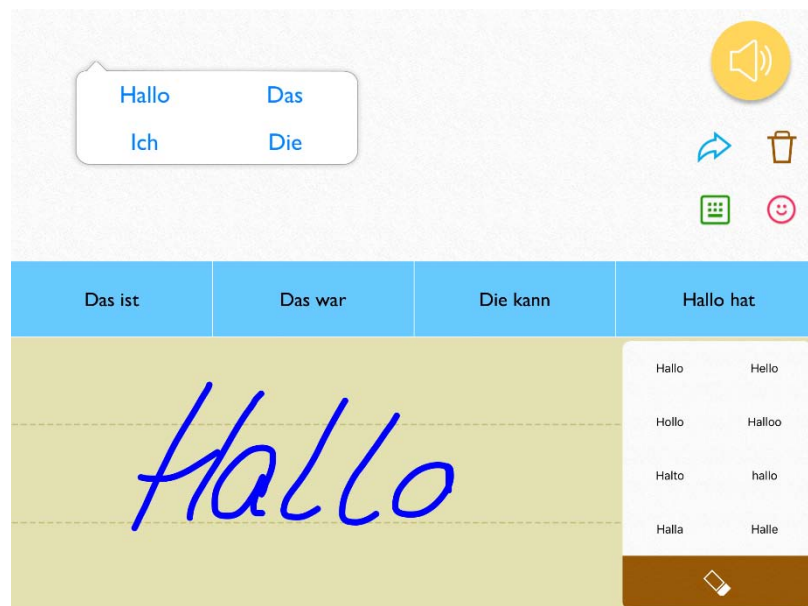 Hallo Das
Ich Die
Das ist Das war Die kann Hallo hat
Hallo
Hallo Hello
Hollo Halloo
Halto hallo
Halla Halle